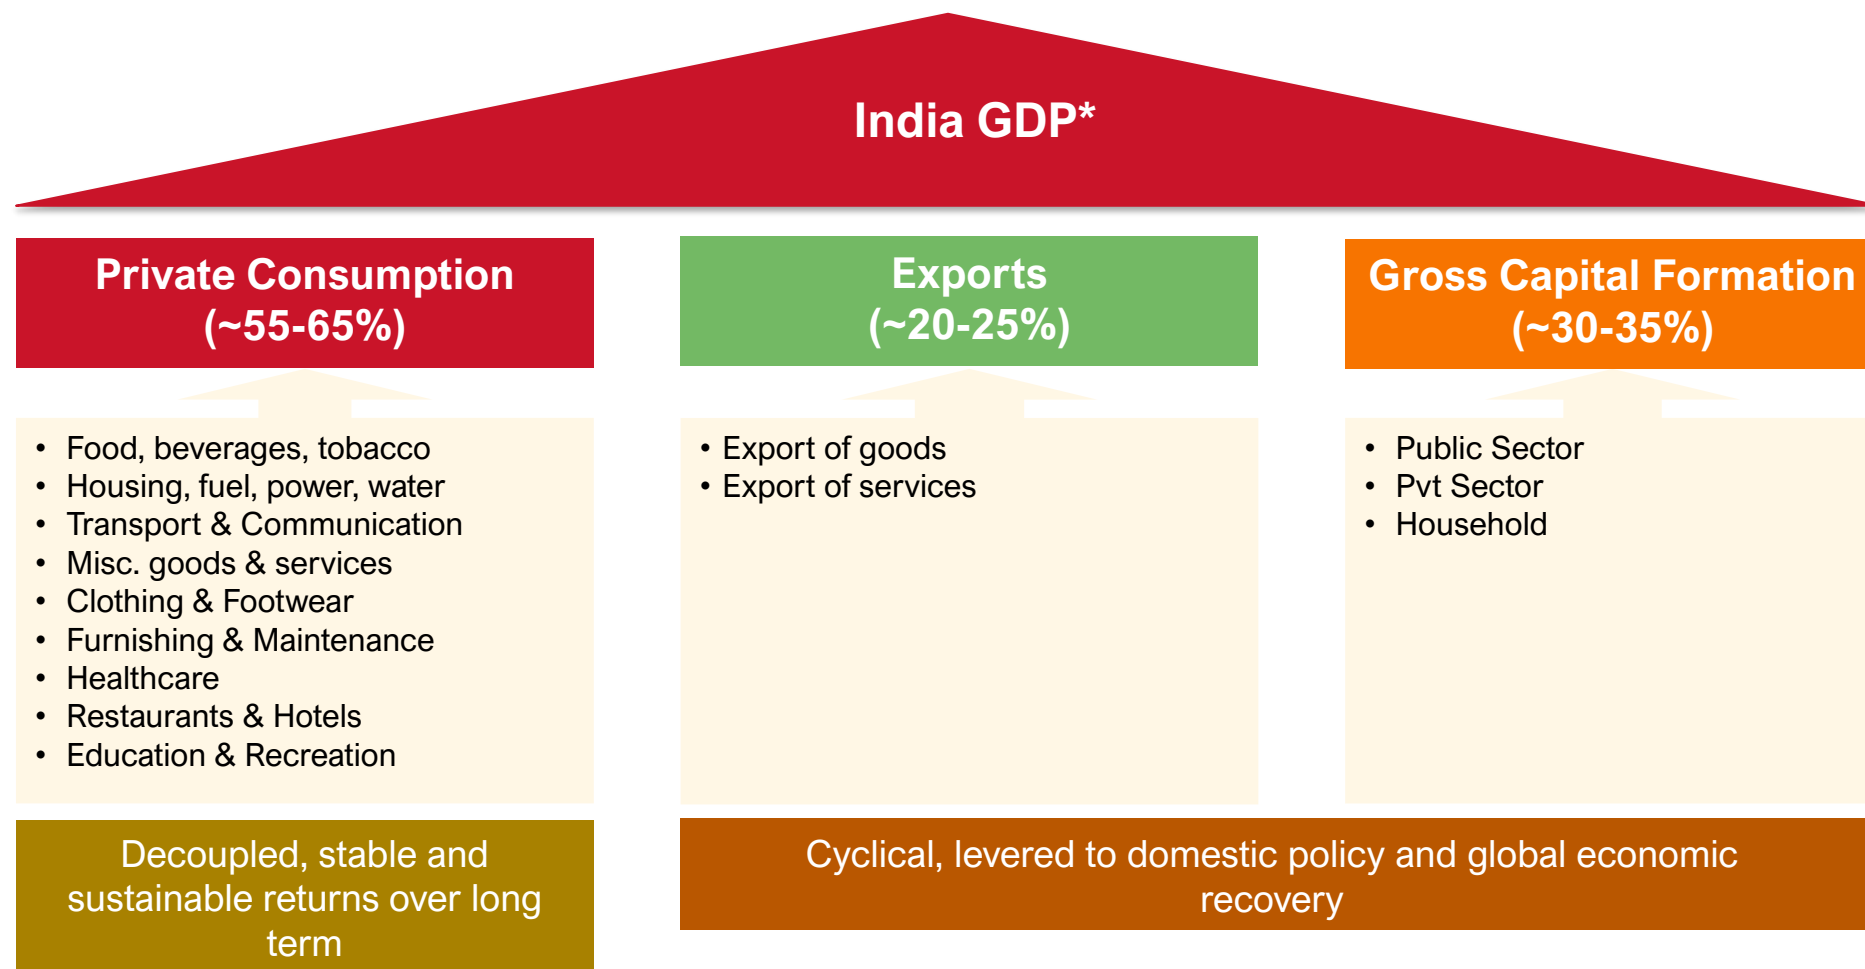 India GDP*
Private Consumption
(~55-65%)
• Food, beverages, tobacco
• Housing, fuel, power, water
• Transport & Communication
• Misc. goods & services
• Clothing & Footwear
• Furnishing & Maintenance
• Healthcare
• Restaurants & Hotels
• Education & Recreation
Decoupled, stable and
sustainable returns over long
term
Exports
(~20-25%)
• Export of goods
• Export of services
Gross Capital Formation
(~30-35%)
• Public Sector
• Pvt Sector
• Household
Cyclical, levered to domestic policy and global economic
recovery